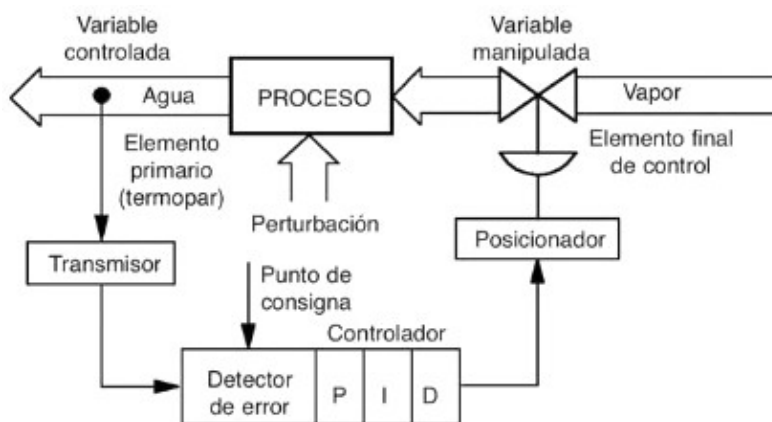 Variable
controlada
Variable
manipulada
Agua
PROCESO
Vapor
Elemento
primario
(termopar)
Elemento final
de control
Perturbación
Posicionador
Transmisor
Punto de
consigna
Controlador
Detector
de error
P
I
D